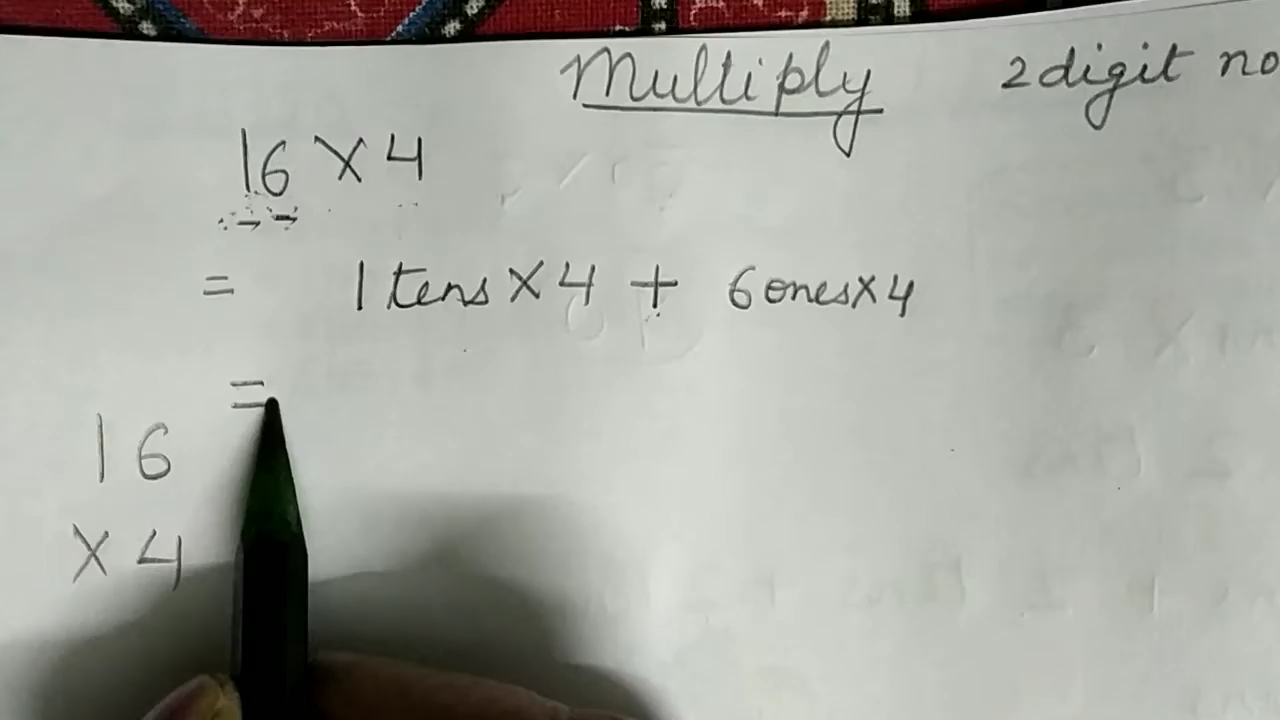 Multiply 2digit no
16 X 4
= 1 tens X 4 + 6 ones X 4
=
16
X 4